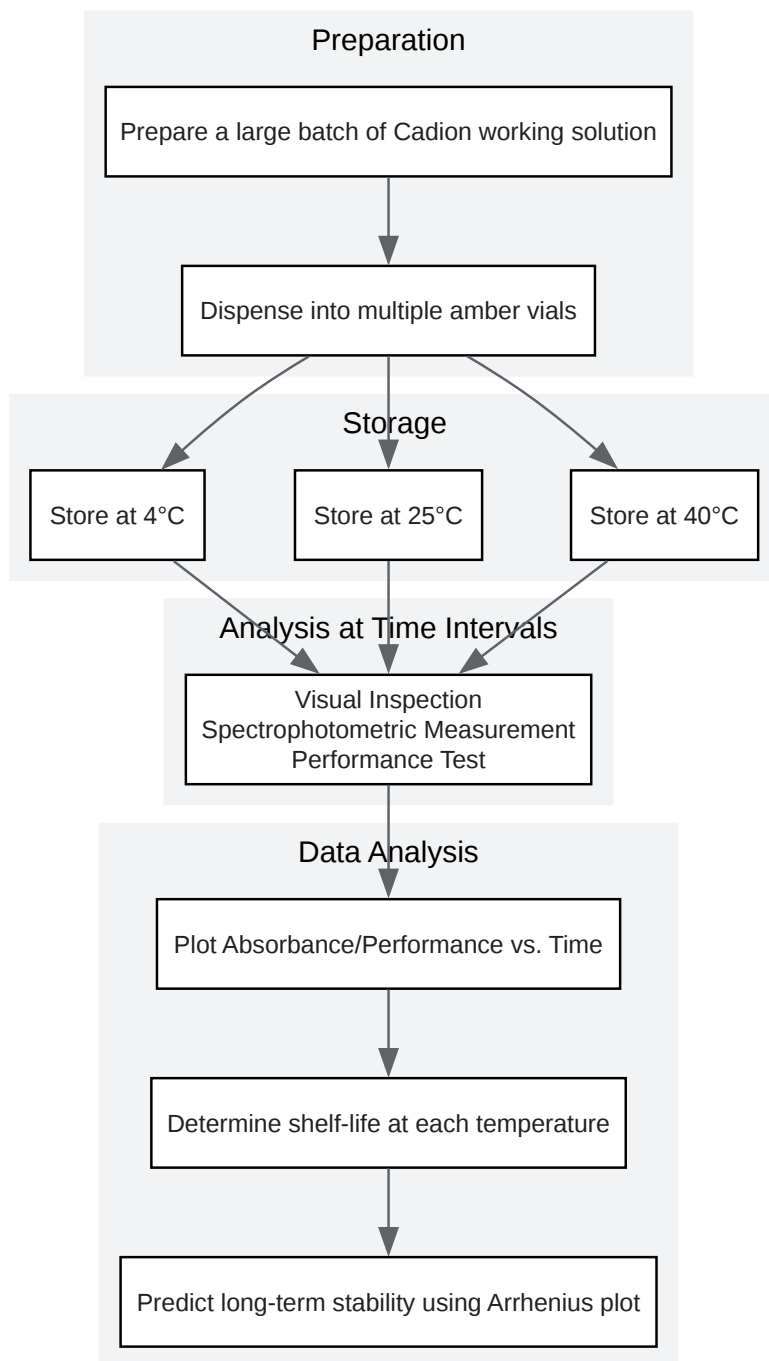 Preparation
Prepare a large batch of Cadion working solution
Dispense into multiple amber vials
Storage
Store at 4°C
Store at 25°C
Store at 40°C
Analysis at Time Intervals
Visual Inspection
Spectrophotometric Measurement
Performance Test
Data Analysis
Plot Absorbance/Performance vs. Time
Determine shelf-life at each temperature
Predict long-term stability using Arrhenius plot